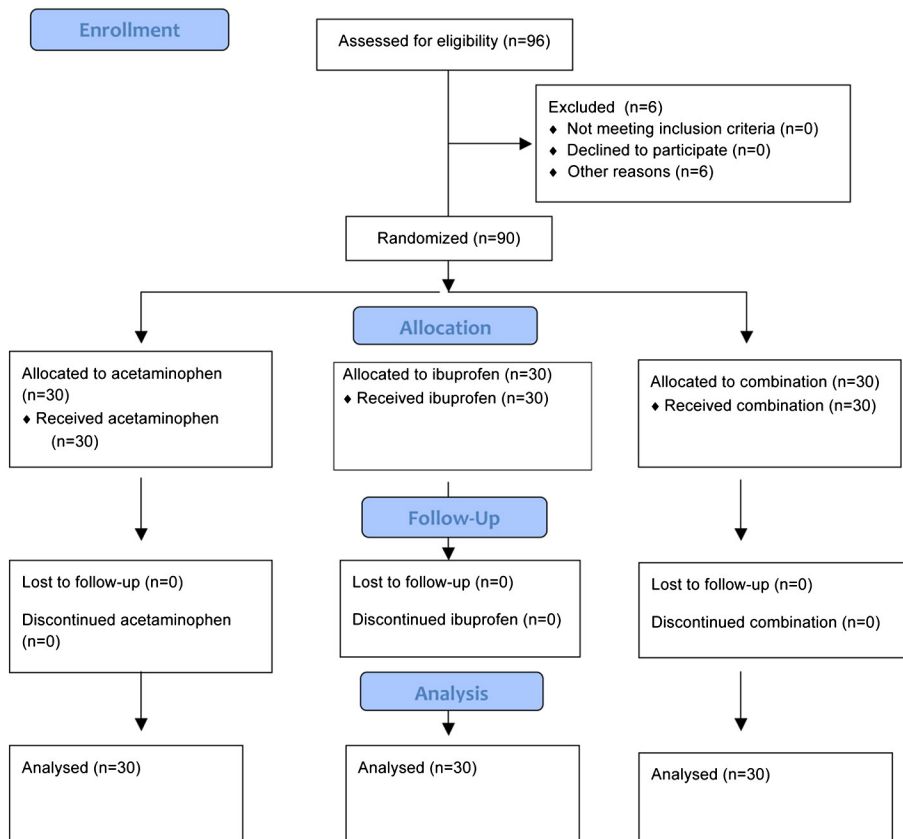 Enrollment
Assessed for eligibility (n=96)
Excluded (n=6)
♦ Not meeting inclusion criteria (n=0)
♦ Declined to participate (n=0)
♦ Other reasons (n=6)
Randomized (n=90)
Allocation
Allocated to acetaminophen
(n=30)
♦ Received acetaminophen
(n=30)
Allocated to ibuprofen (n=30)
♦ Received ibuprofen (n=30)
Allocated to combination (n=30)
♦ Received combination (n=30)
Follow-Up
Lost to follow-up (n=0)
Discontinued acetaminophen
(n=0)
Lost to follow-up (n=0)
Discontinued ibuprofen (n=0)
Lost to follow-up (n=0)
Discontinued combination (n=0)
Analysis
Analysed (n=30)
Analysed (n=30)
Analysed (n=30)